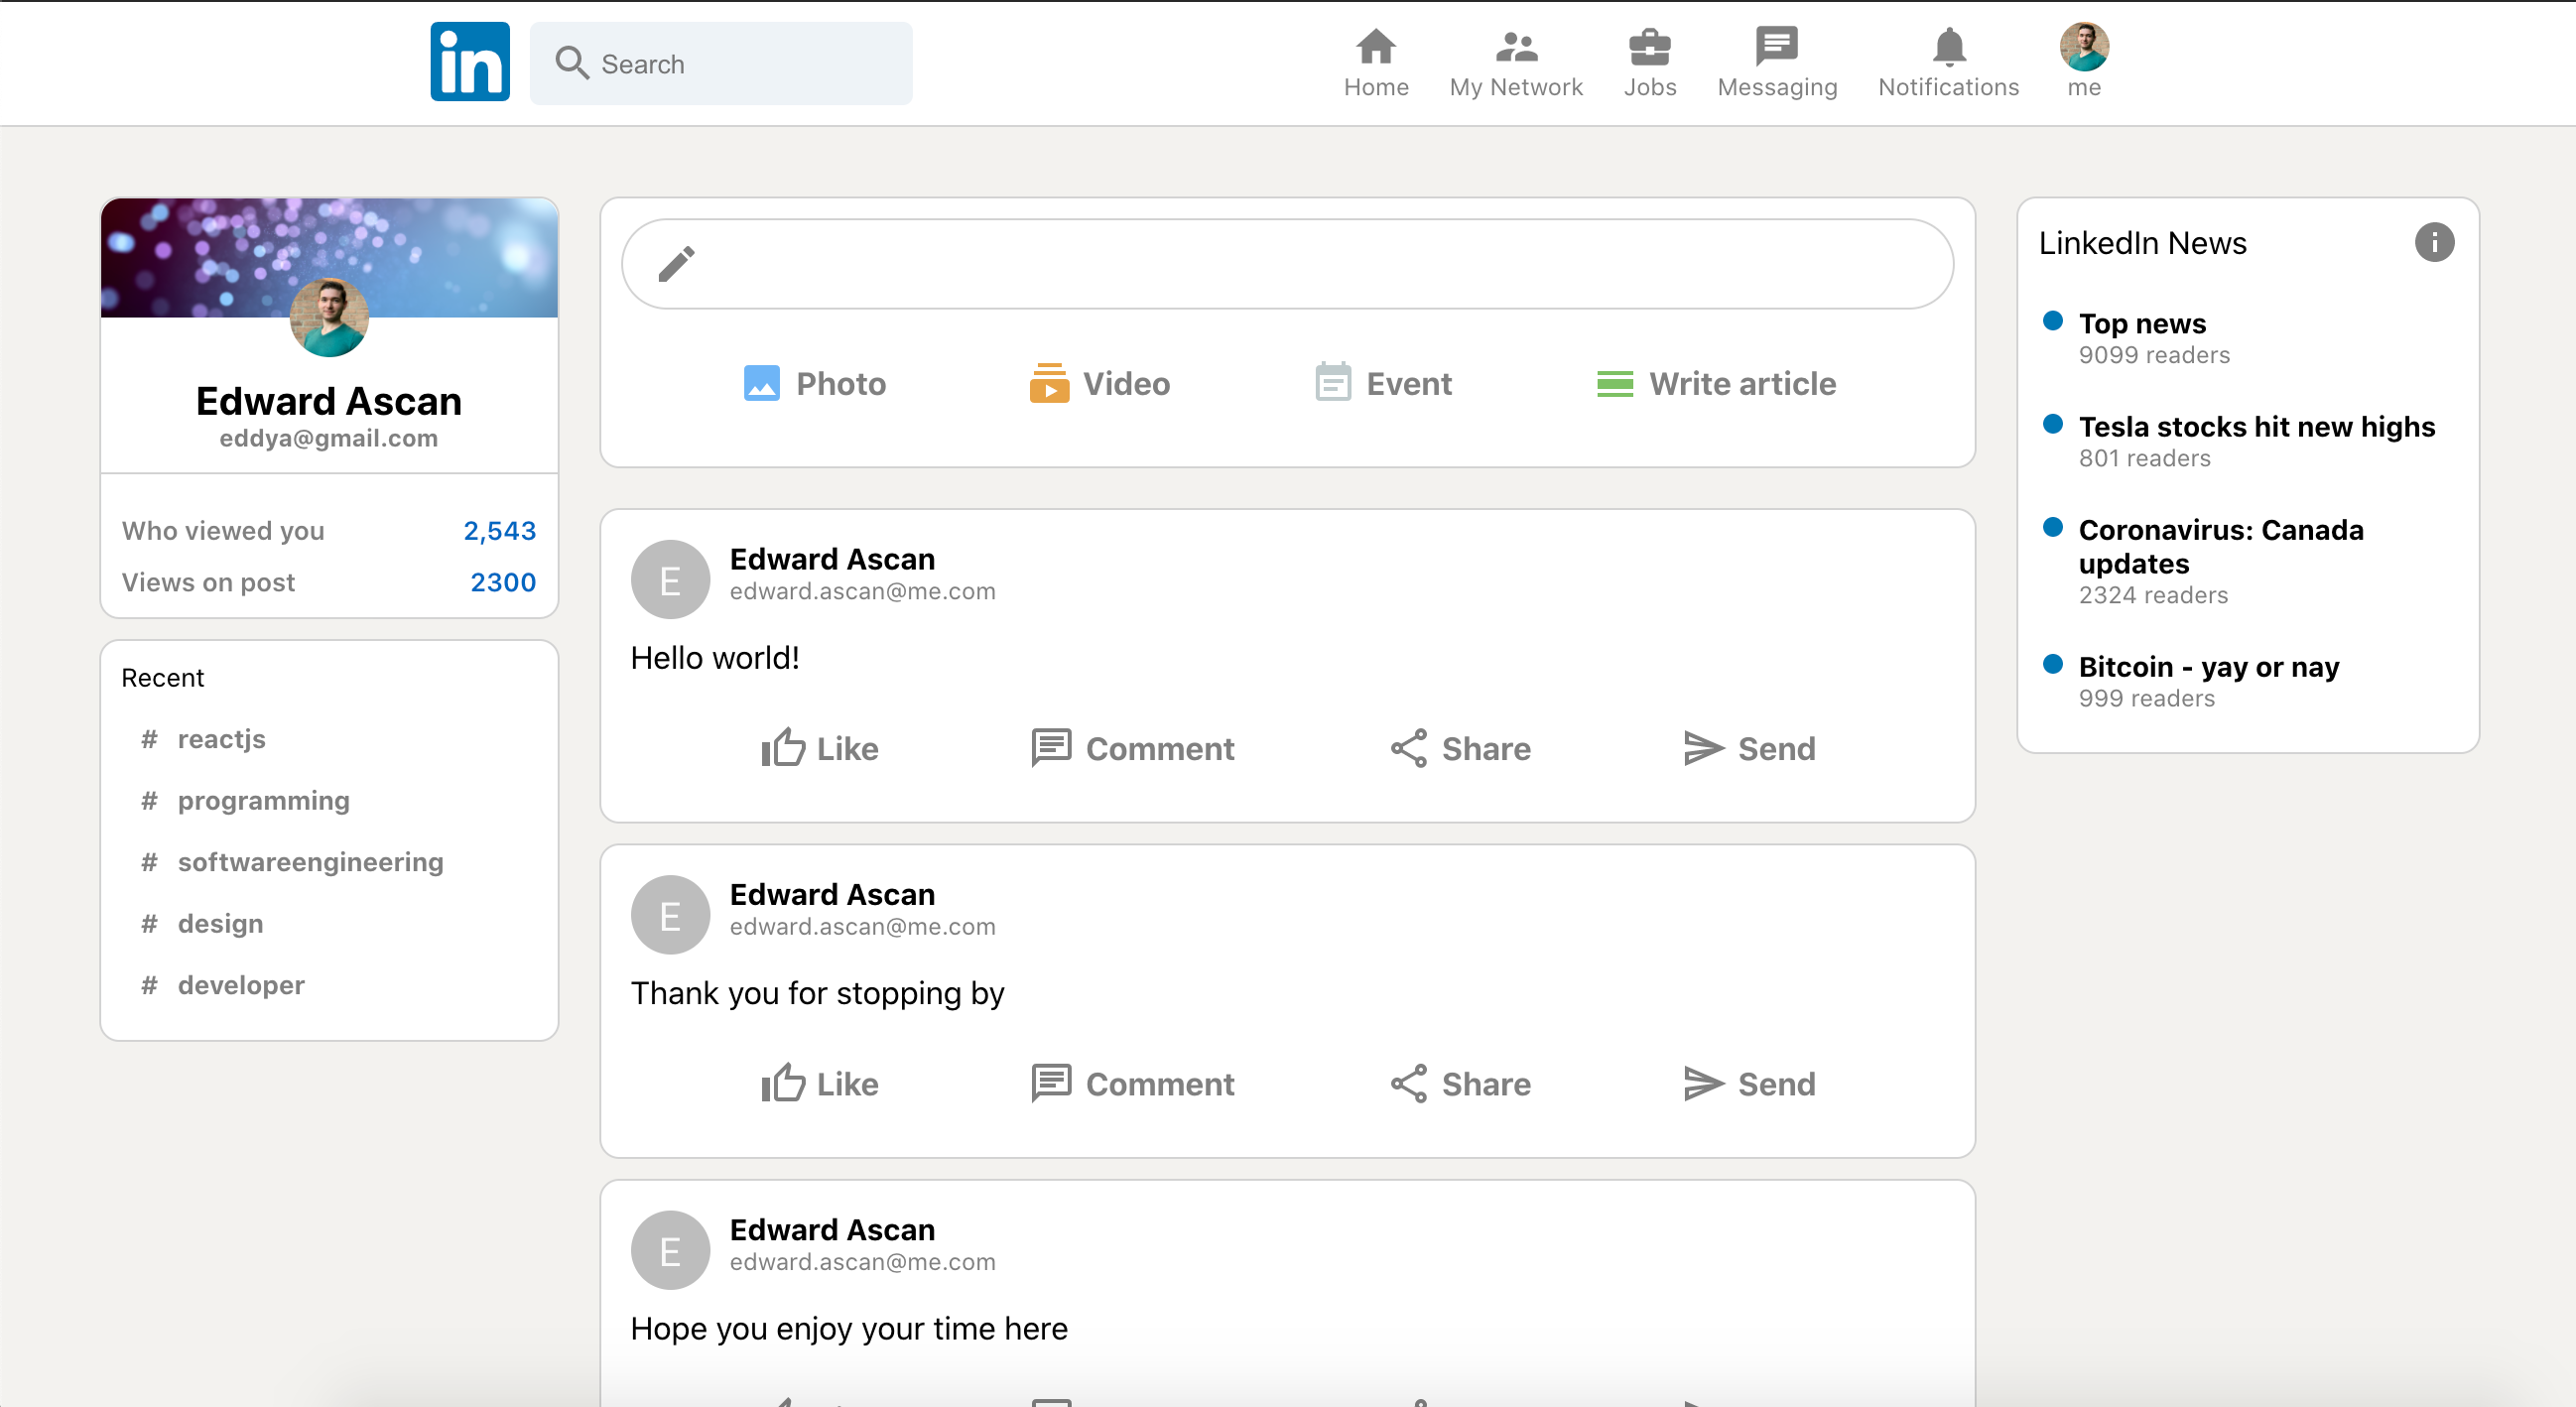 in
Search
Home
My Network
Jobs
Messaging
Notifications
me
Edward Ascan
eddya@gmail.com
Who viewed you 2,543
Views on post 2300
Recent
# reactjs
# programming
# softwareengineering
# design
# developer
Photo
Video
Event
Write article
E
Edward Ascan
edward.ascan@me.com
Hello world!
Like
Comment
Share
Send
E
Edward Ascan
edward.ascan@me.com
Thank you for stopping by
Like
Comment
Share
Send
E
Edward Ascan
edward.ascan@me.com
Hope you enjoy your time here
LinkedIn News
Top news
9099 readers
Tesla stocks hit new highs
801 readers
Coronavirus: Canada
updates
2324 readers
Bitcoin - yay or nay
999 readers